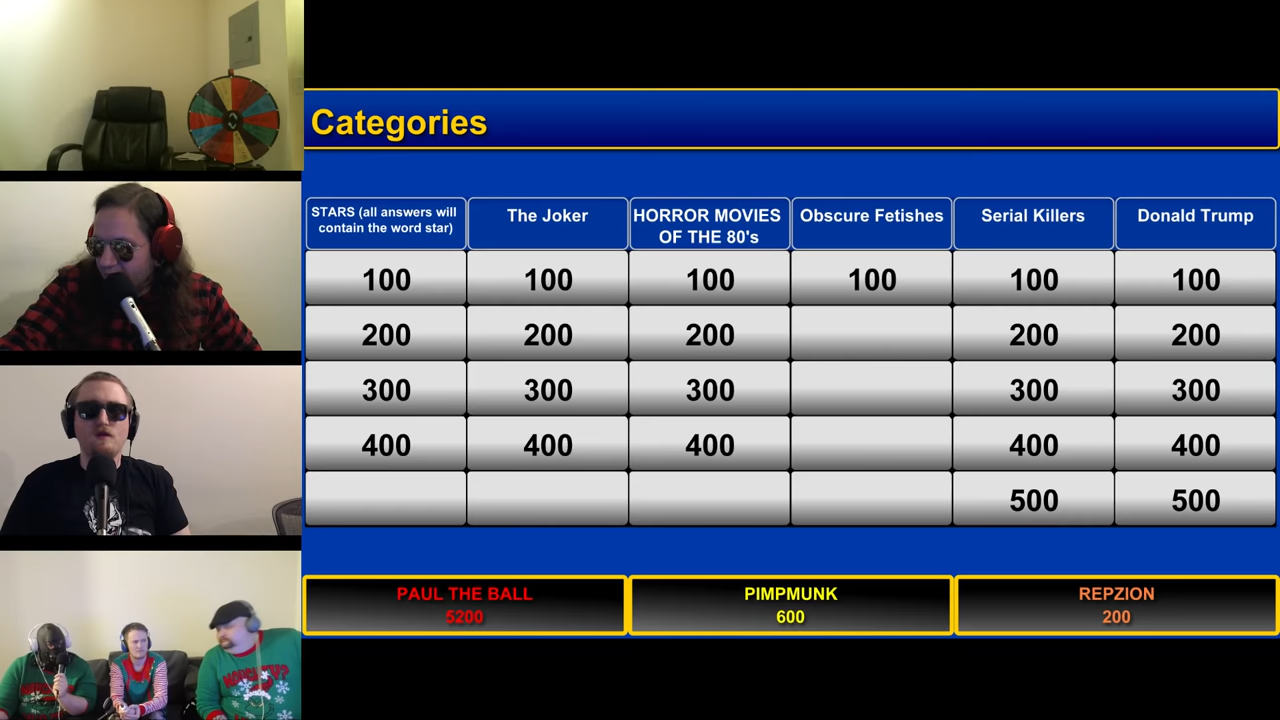 Categories
STARS (all answers will
contain the word star)
The Joker
HORROR MOVIES
OF THE 80's
Obscure Fetishes
Serial Killers
Donald Trump
100 100 100 100 100 100
200 200 200 200 200
300 300 300 300 300
400 400 400 400 400
500 500
PAUL THE BALL
5200
PIMPMUNK
600
REPZION
200